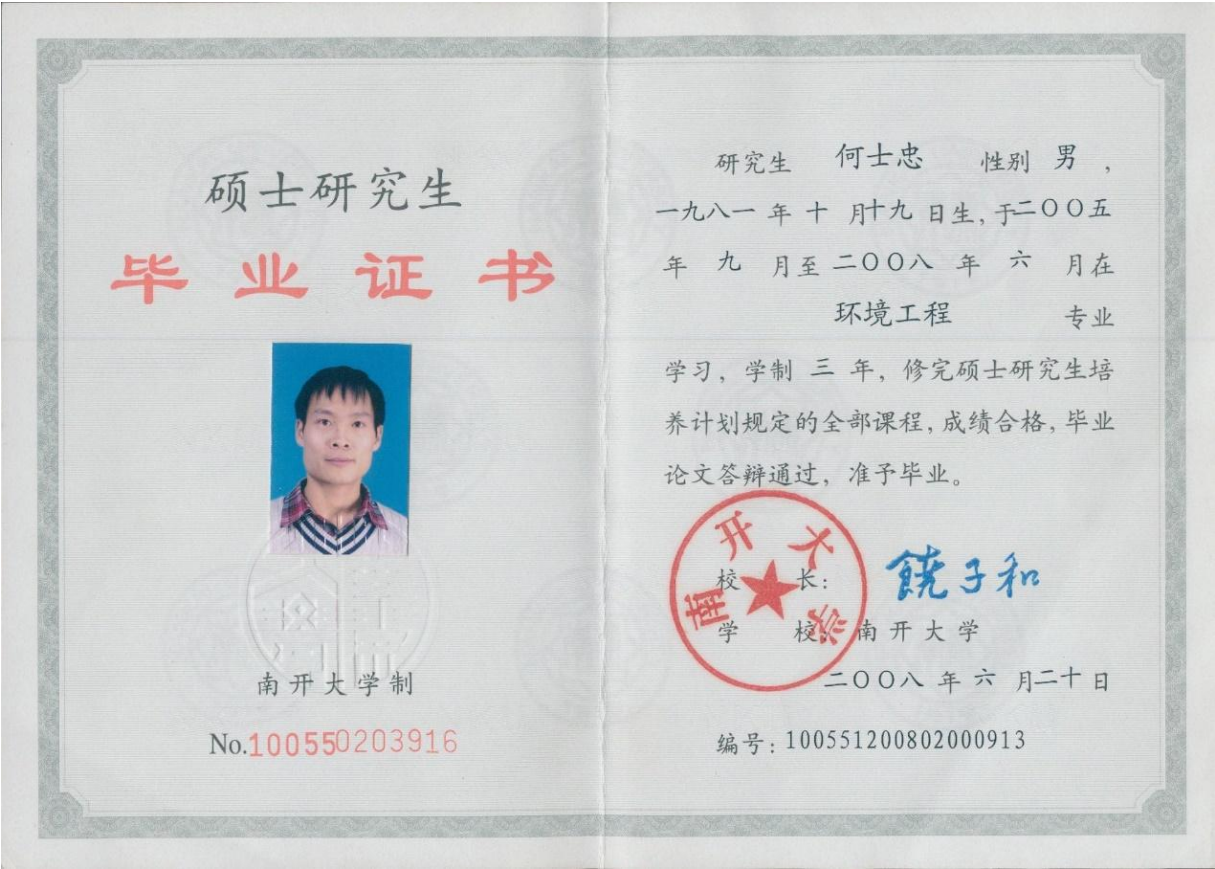 硕士研究生
毕业证书
南开大学制
No.100550203916
研究生 何士忠 性别 男，
一九八一 年 十 月十九 日生，于二〇〇五
年 九 月至 二〇〇八 年 六 月在
环境工程 专业
学习，学制 三 年，修完硕士研究生培
养计划规定的全部课程，成绩合格，毕业
论文答辩通过，准予毕业。
南开大学
校 长： 饶子和
学 校：南开大学
二〇〇八 年 六 月二十 日
编号：100551200802000913